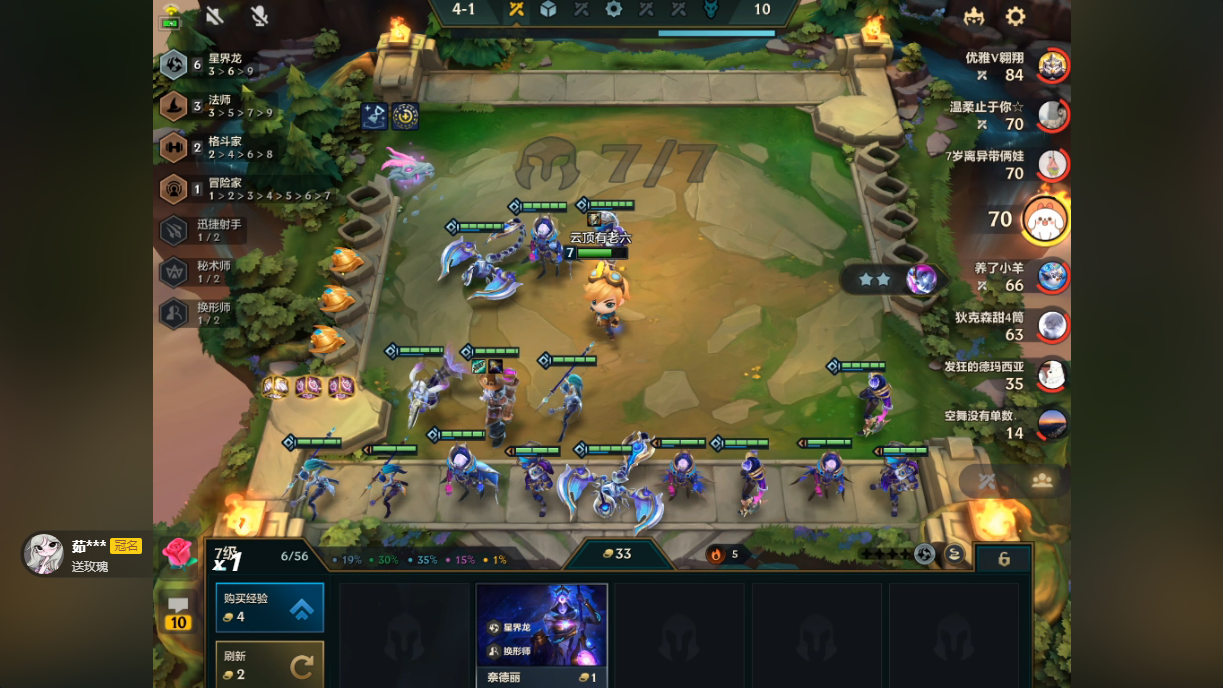 4-1
10
6 星界龙
3 > 6 > 9
3 法师
3 > 5 > 7 > 9
2 格斗家
2 > 4 > 6 > 8
1 冒险家
1 > 2 > 3 > 4 > 5 > 6 > 7
迅捷射手
1 / 2
秘术师
1 / 2
换形师
1 / 2
7/7
云顶有老六
7
优雅V翱翔
84
温柔止于你☆
70
7岁离异带俩娃
70
70
养了小羊
66
狄克森甜4筒
63
发狂的德玛西亚
35
空舞没有单数.
14
茹*** 冠名
送玫瑰
x1
7级
6/56
19% 30% 35% 15% 1%
33
5
6
10
购买经验
4
刷新
2
星界龙
换形师
奈德丽
1